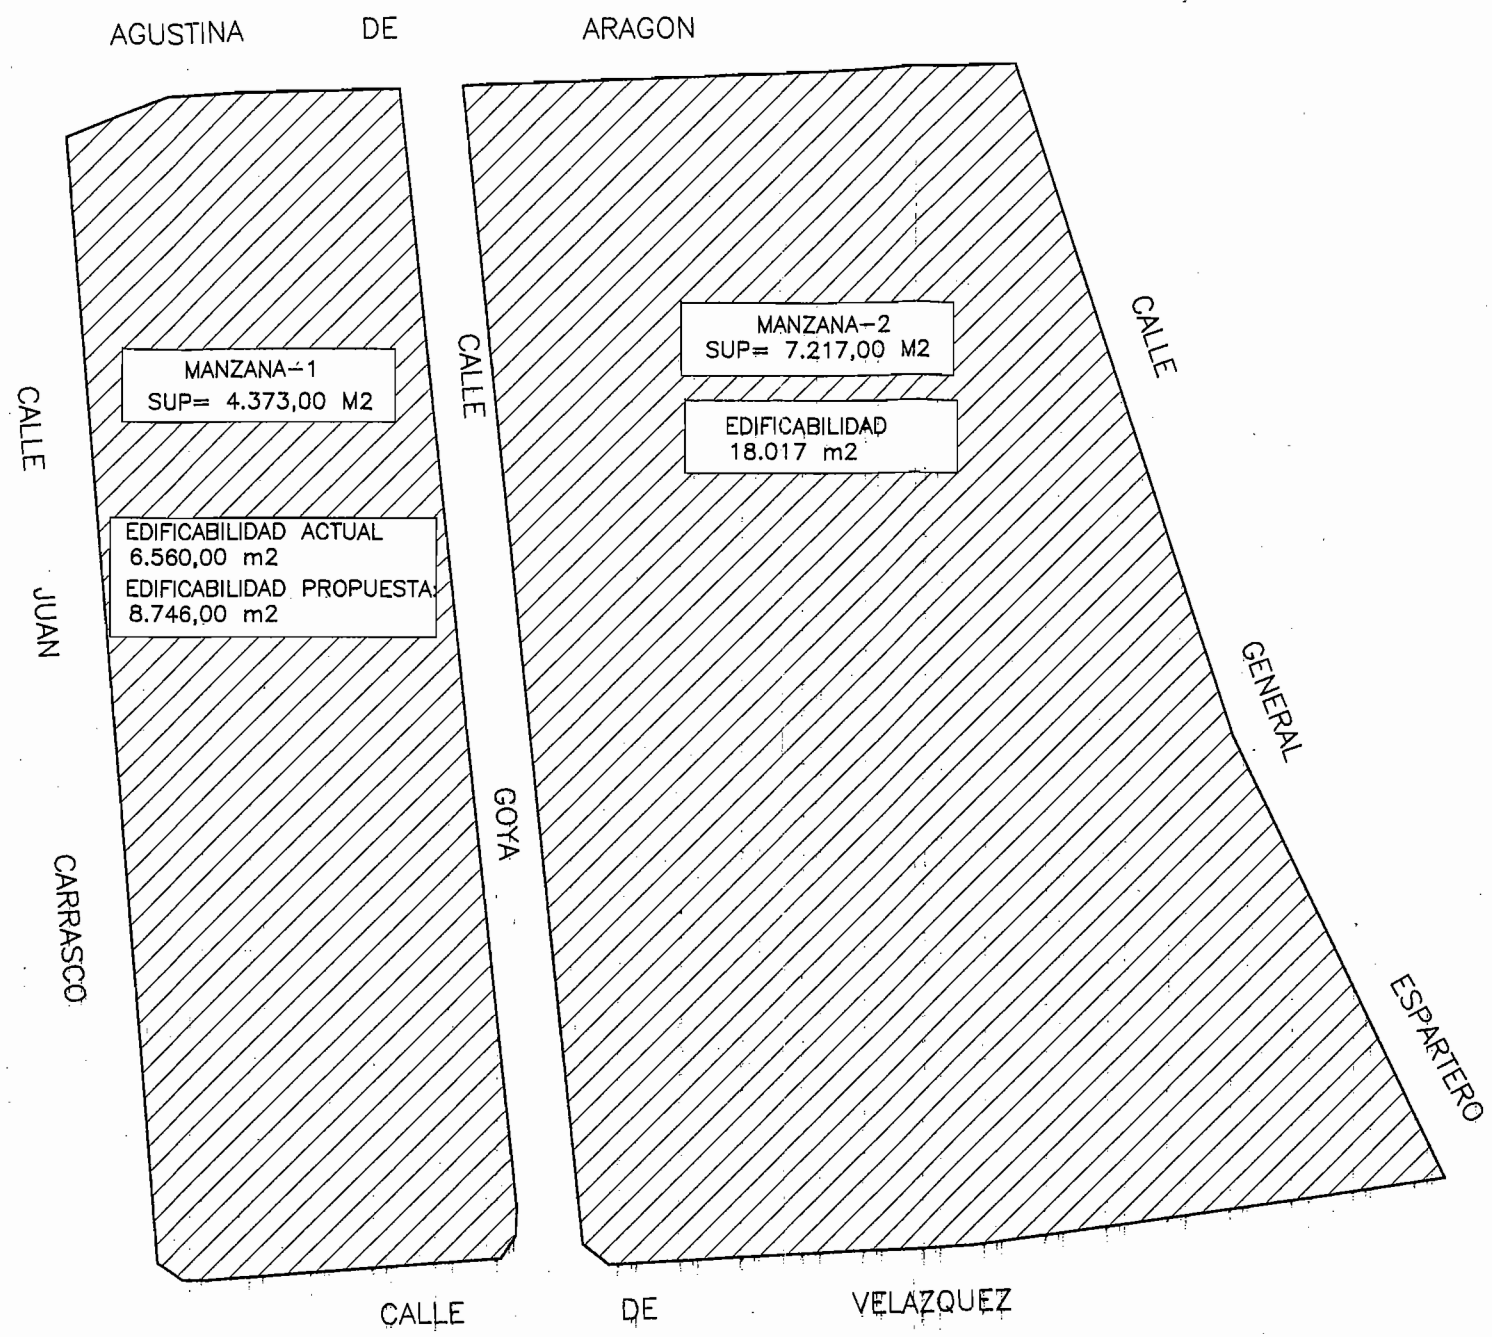 AGUSTINA DE ARAGON
MANZANA-1
SUP= 4.373,00 M2
EDIFICABILIDAD ACTUAL
6.560,00 m2
EDIFICABILIDAD PROPUESTA:
8.746,00 m2
MANZANA-2
SUP= 7.217,00 M2
EDIFICABILIDAD
18.017 m2
CALLE JUAN CARRASCO
CALLE GOYA
CALLE GENERAL ESPARTERO
CALLE DE VELAZQUEZ